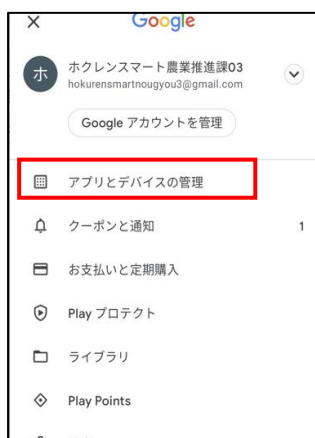 Google
ホ
ホクレンスマート農業推進課03
hokurensmartnougyou3@gmail.com
Google アカウントを管理
アプリとデバイスの管理
クーポンと通知 1
お支払いと定期購入
Play プロテクト
ライブラリ
Play Points